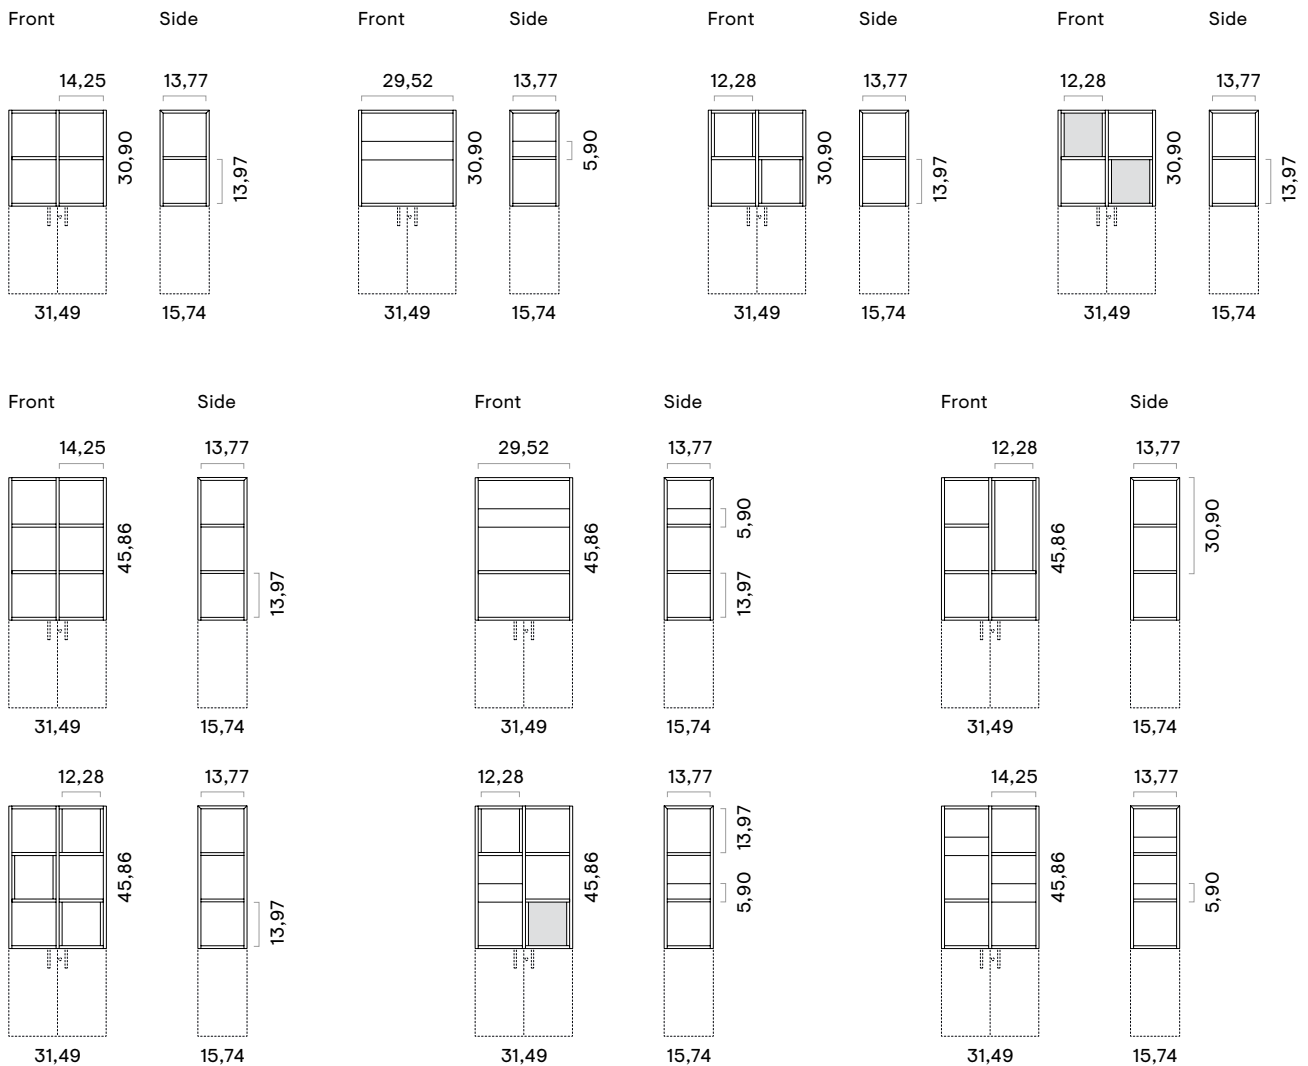 Front Side Front Side Front Side Front Side
14,25 13,77 29,52 13,77 12,28 13,77 12,28 13,77
30,90 13,97 30,90 5,90 30,90 13,97 30,90 13,97
31,49 15,74 31,49 15,74 31,49 15,74 31,49 15,74
Front Side Front Side Front Side
14,25 13,77 29,52 13,77 12,28 13,77
45,86 13,97 45,86 5,90 13,97 45,86 30,90
31,49 15,74 31,49 15,74 31,49 15,74
12,28 13,77 12,28 13,77 14,25 13,77
45,86 13,97 45,86 13,97 5,90 45,86 5,90
31,49 15,74 31,49 15,74 31,49 15,74